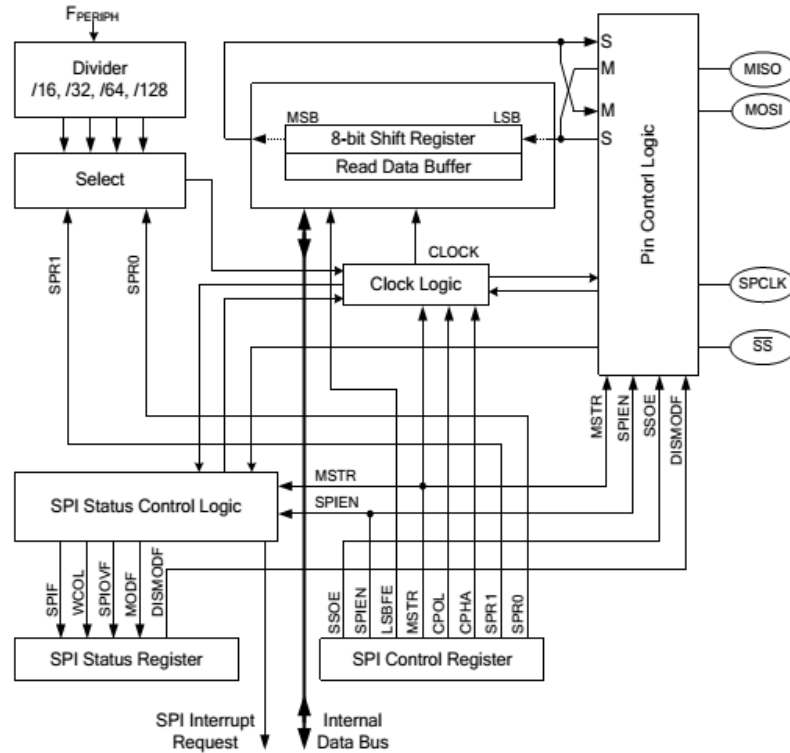 FPERIPH
Divider
/16, /32, /64, /128
Select
SPR1
SPR0
MSB
LSB
8-bit Shift Register
Read Data Buffer
CLOCK
Clock Logic
S
M
M
S
Pin Contorl Logic
MISO
MOSI
SPCLK
SS
MSTR
SPIEN
SSOE
DISMODF
SPI Status Control Logic
MSTR
SPIEN
SPIF
WCOL
SPIOVF
MODF
DISMODF
SSOE
SPIEN
LSBFE
MSTR
CPOL
CPHA
SPR1
SPR0
SPI Status Register
SPI Control Register
SPI Interrupt
Request
Internal
Data Bus